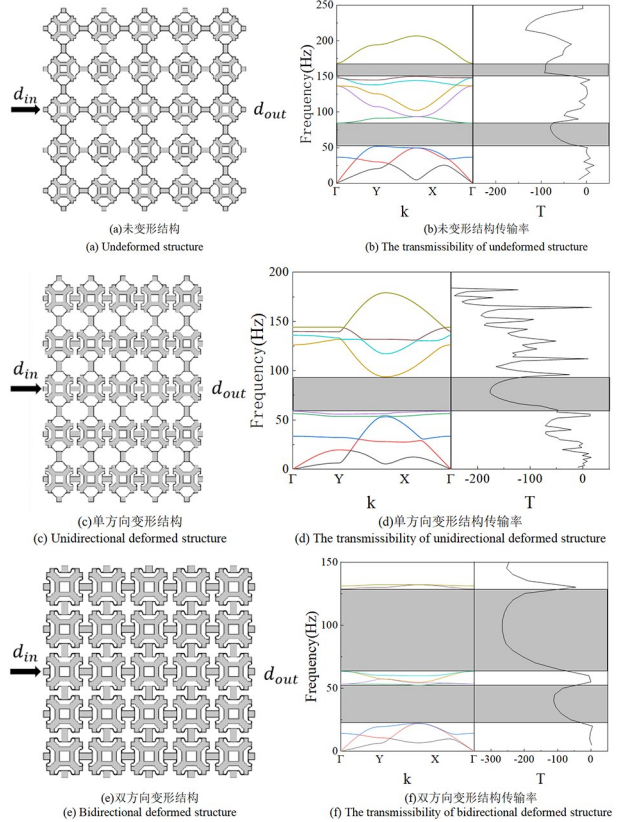 d_in
d_out
(a)未变形结构
(a) Undeformed structure
Frequency(Hz)
250
200
150
100
50
0
Γ Y X Γ -200 -100 0
k T
(b)未变形结构传输率
(b) The transmissibility of undeformed structure
d_in
d_out
(c)单方向变形结构
(c) Unidirectional deformed structure
Frequency(Hz)
200
150
100
50
0
Γ Y X Γ -200 -100 0
k T
(d)单方向变形结构传输率
(d) The transmissibility of unidirectional deformed structure
d_in
d_out
(e)双方向变形结构
(e) Bidirectional deformed structure
Frequency(Hz)
150
100
50
0
Γ Y X Γ -300 -200 -100 0
k T
(f)双方向变形结构传输率
(f) The transmissibility of bidirectional deformed structure